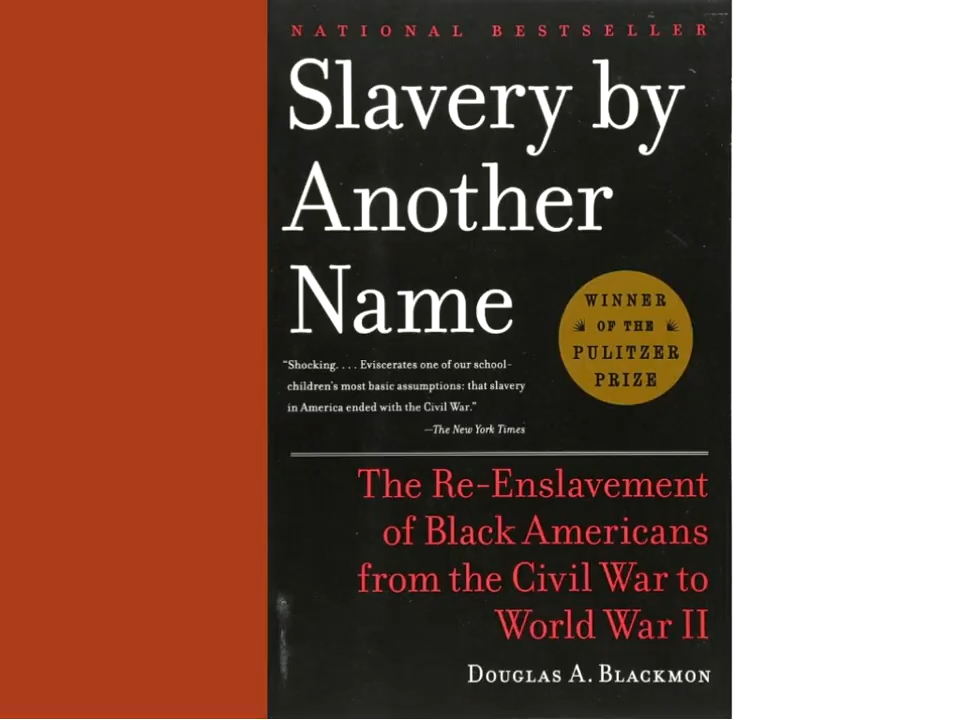 NATIONAL BESTSELLER
Slavery by
Another
Name
WINNER
OF THE
PULITZER
PRIZE
“Shocking. . . . Eviscerates one of our school-
children’s most basic assumptions: that slavery
in America ended with the Civil War.”
—The New York Times
The Re-Enslavement
of Black Americans
from the Civil War to
World War II
DOUGLAS A. BLACKMON